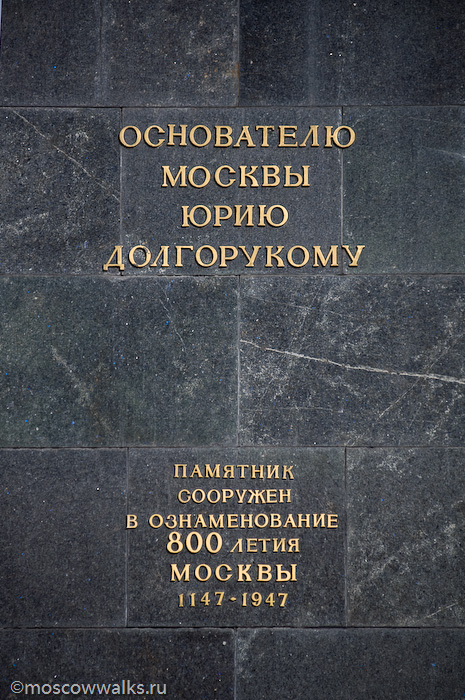 ОСНОВАТЕЛЮ
МОСКВЫ
ЮРИЮ
ДОЛГОРУКОМУ
ПАМЯТНИК
СООРУЖЕН
В ОЗНАМЕНОВАНИЕ
800 ЛЕТИЯ
МОСКВЫ
1147-1947
©moscowwalks.ru